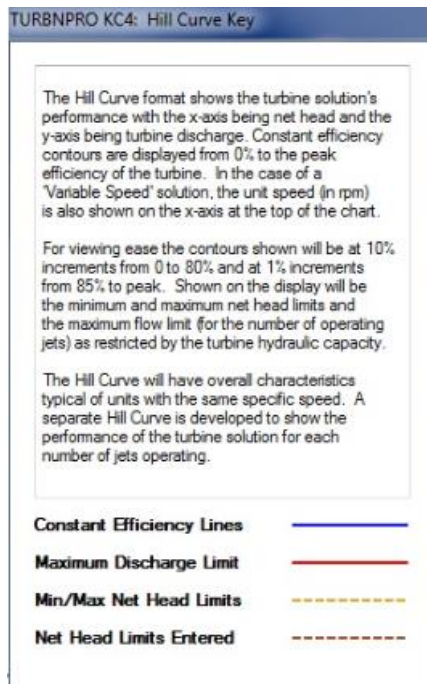 TURBNPRO KC4: Hill Curve Key
The Hill Curve format shows the turbine solution's
performance with the x-axis being net head and the
y-axis being turbine discharge. Constant efficiency
contours are displayed from 0% to the peak
efficiency of the turbine. In the case of a
'Variable Speed' solution, the unit speed (in rpm)
is also shown on the x-axis at the top of the chart.
For viewing ease the contours shown will be at 10%
increments from 0 to 80% and at 1% increments
from 85% to peak. Shown on the display will be
the minimum and maximum net head limits and
the maximum flow limit (for the number of operating
jets) as restricted by the turbine hydraulic capacity.
The Hill Curve will have overall characteristics
typical of units with the same specific speed. A
separate Hill Curve is developed to show the
performance of the turbine solution for each
number of jets operating.
Constant Efficiency Lines
Maximum Discharge Limit
Min/Max Net Head Limits
Net Head Limits Entered